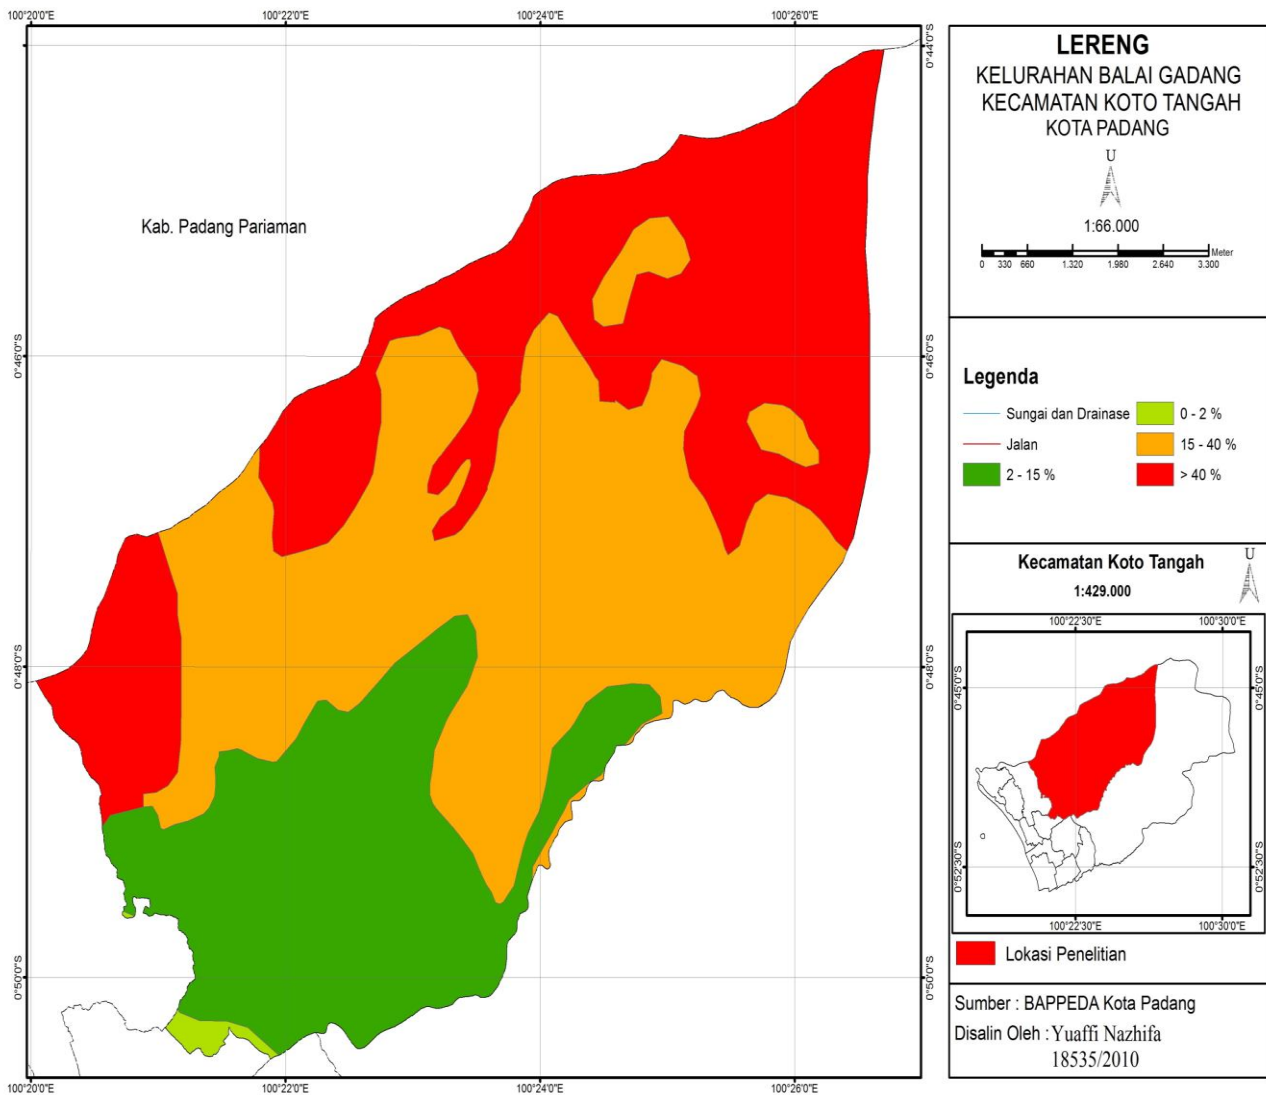 100°20'0"E
100°22'0"E
100°24'0"E
100°26'0"E
0°44'0"S
0°46'0"S
0°46'0"S
0°48'0"S
0°48'0"S
0°50'0"S
0°50'0"S
Kab. Padang Pariaman
100°20'0"E
100°22'0"E
100°24'0"E
100°26'0"E
LERENG
KELURAHAN BALAI GADANG
KECAMATAN KOTO TANGAH
KOTA PADANG
U
1:66.000
Meter
0 330 660 1.320 1.980 2.640 3.300
Legenda
Sungai dan Drainase
Jalan
2 - 15 %
0 - 2 %
15 - 40 %
> 40 %
Kecamatan Koto Tangah
U
1:429.000
100°22'30"E
100°30'0"E
0°45'0"S
0°45'0"S
0°52'30"S
0°52'30"S
100°22'30"E
100°30'0"E
Lokasi Penelitian
Sumber : BAPPEDA Kota Padang
Disalin Oleh : Yuaffi Nazhifa
18535/2010